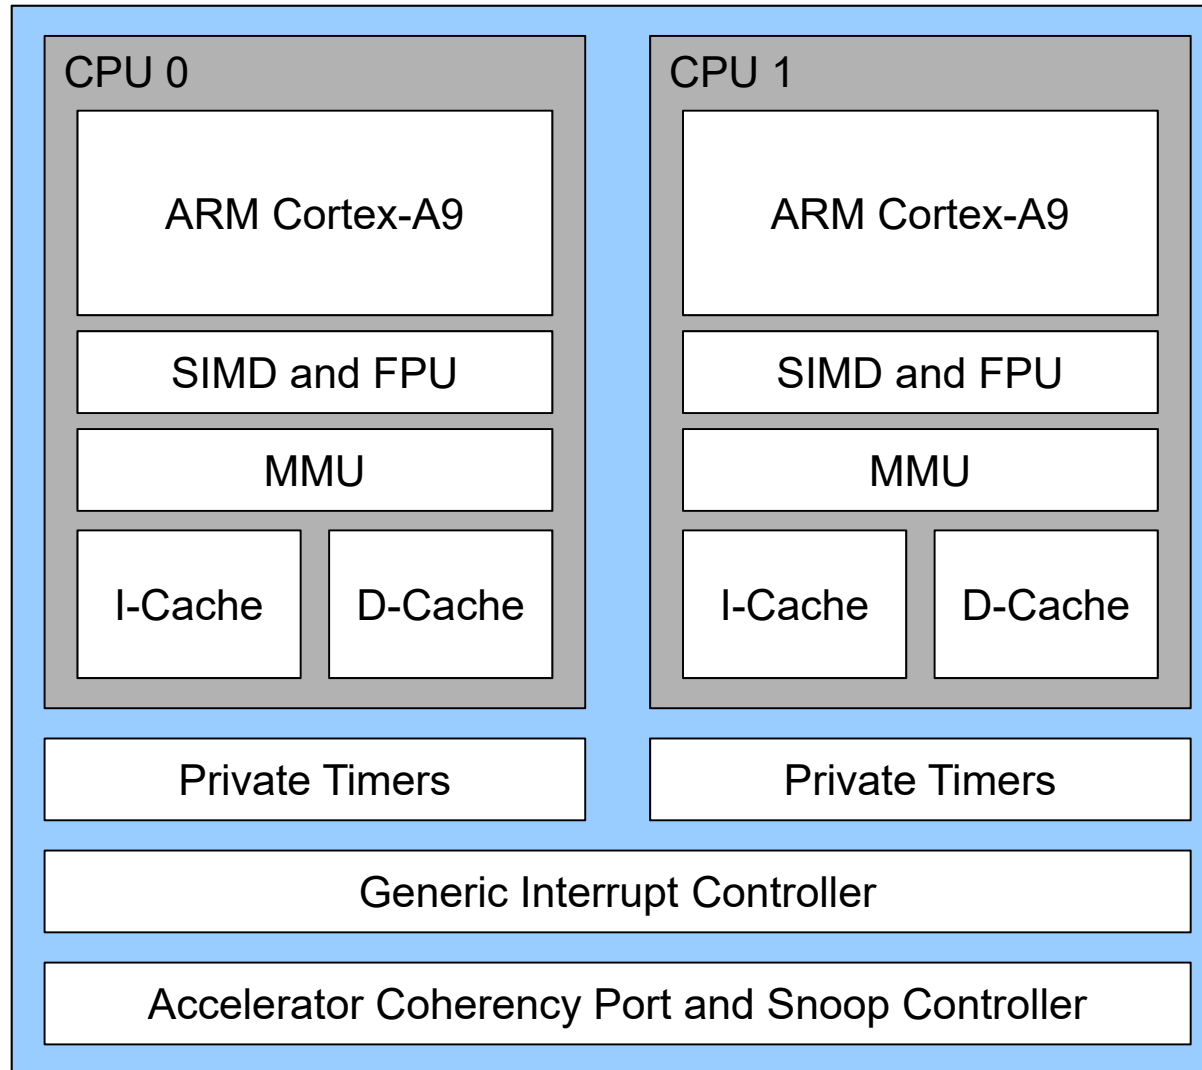 CPU 0
ARM Cortex-A9
SIMD and FPU
MMU
I-Cache
D-Cache
CPU 1
ARM Cortex-A9
SIMD and FPU
MMU
I-Cache
D-Cache
Private Timers
Private Timers
Generic Interrupt Controller
Accelerator Coherency Port and Snoop Controller